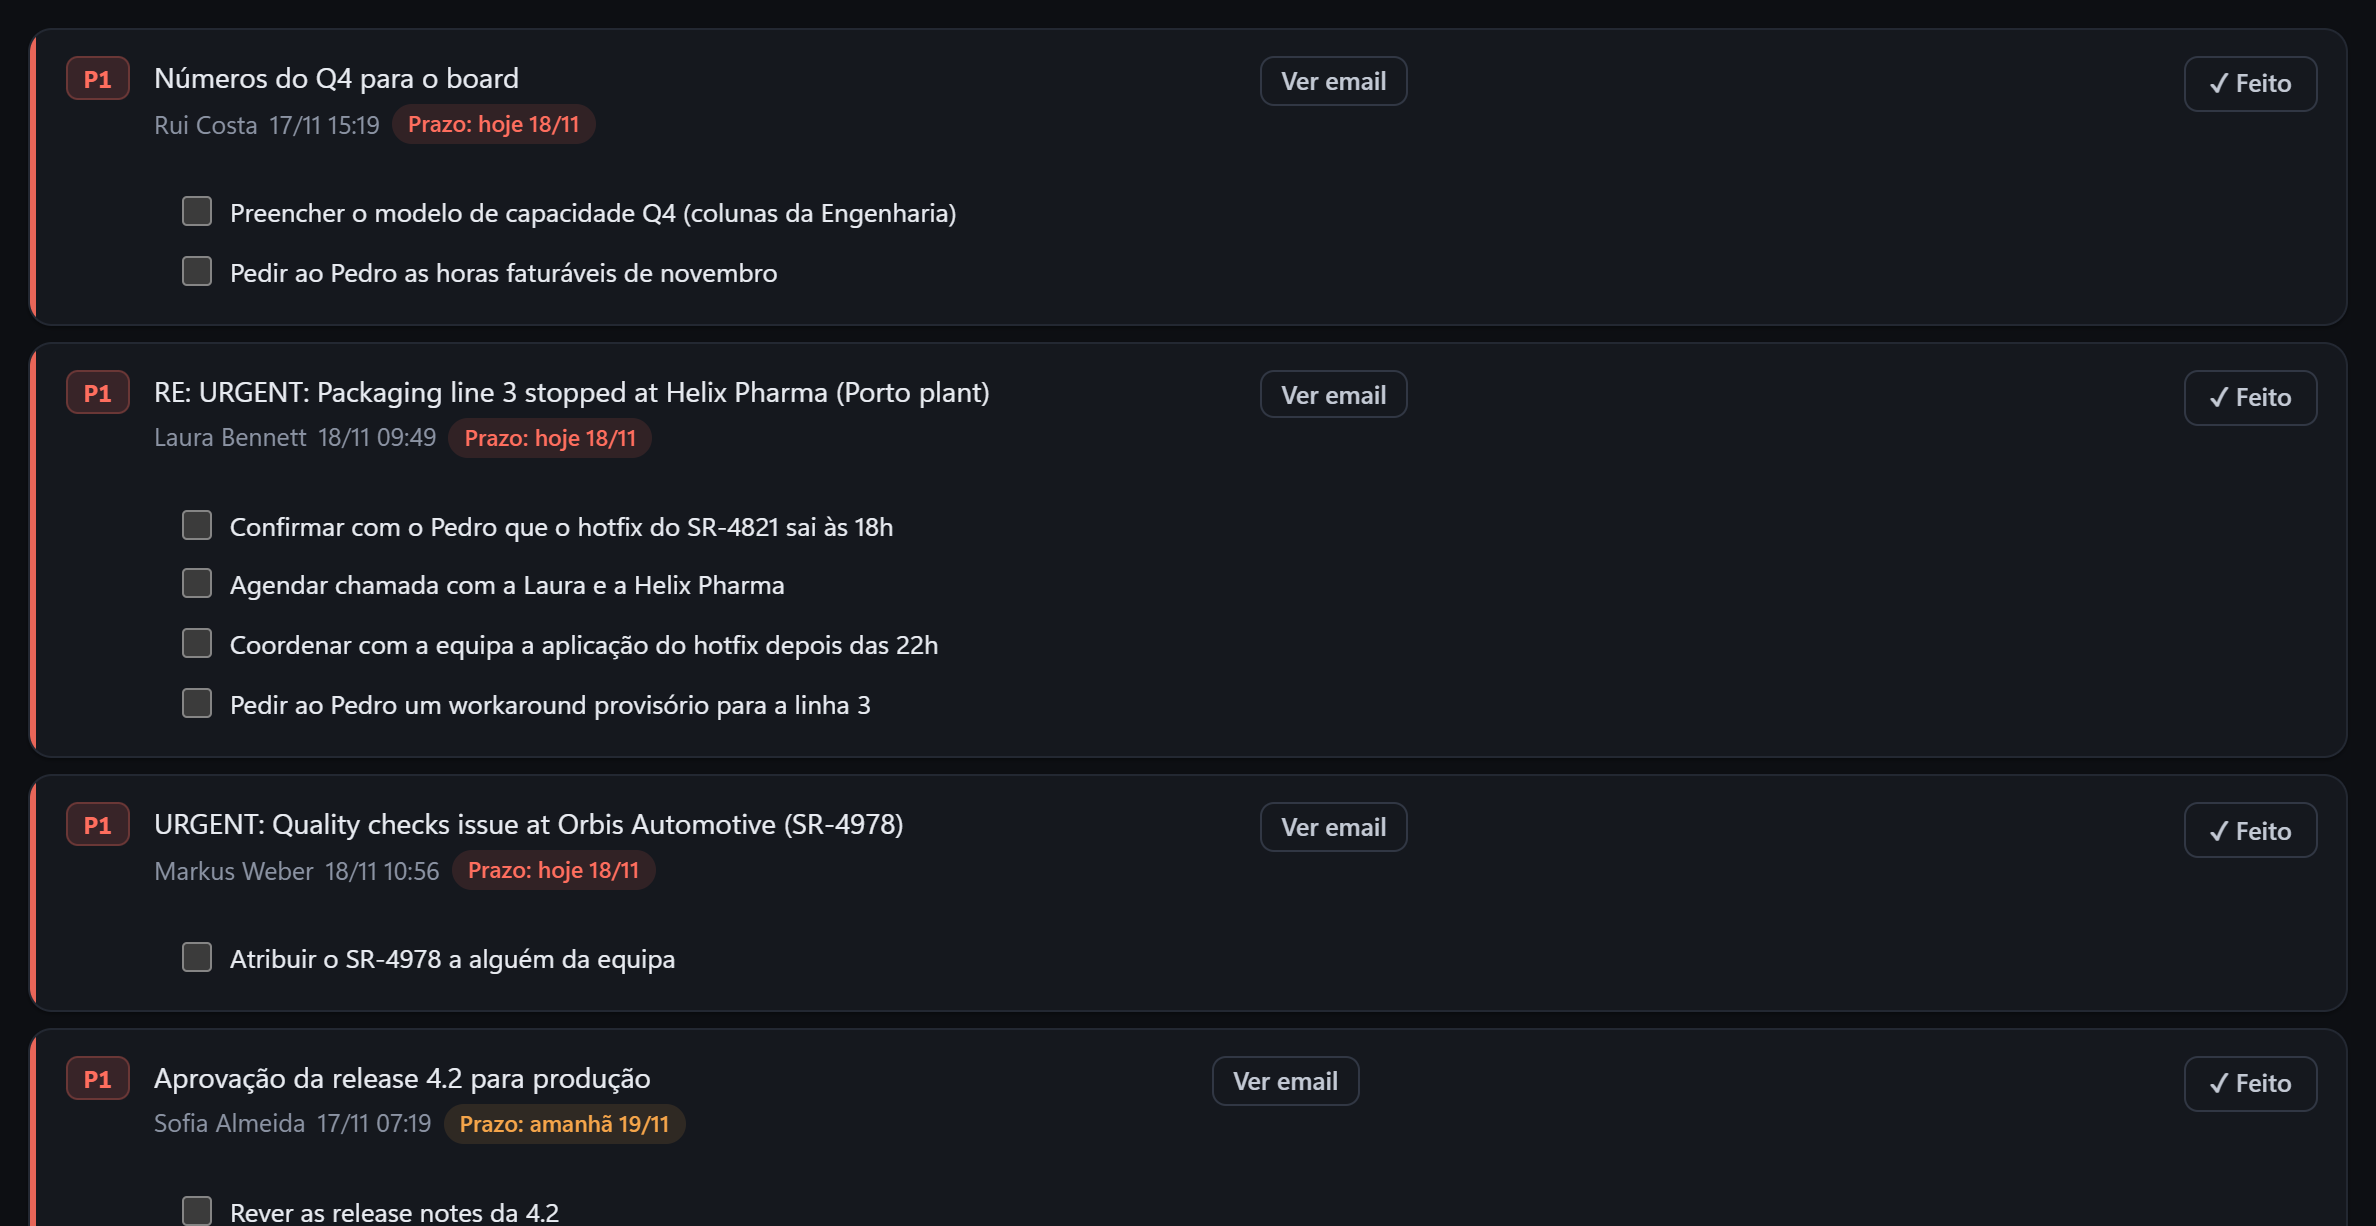 P1 Números do Q4 para o board Ver email ✓ Feito
Rui Costa 17/11 15:19 Prazo: hoje 18/11
Preencher o modelo de capacidade Q4 (colunas da Engenharia)
Pedir ao Pedro as horas faturáveis de novembro
P1 RE: URGENT: Packaging line 3 stopped at Helix Pharma (Porto plant) Ver email ✓ Feito
Laura Bennett 18/11 09:49 Prazo: hoje 18/11
Confirmar com o Pedro que o hotfix do SR-4821 sai às 18h
Agendar chamada com a Laura e a Helix Pharma
Coordenar com a equipa a aplicação do hotfix depois das 22h
Pedir ao Pedro um workaround provisório para a linha 3
P1 URGENT: Quality checks issue at Orbis Automotive (SR-4978) Ver email ✓ Feito
Markus Weber 18/11 10:56 Prazo: hoje 18/11
Atribuir o SR-4978 a alguém da equipa
P1 Aprovação da release 4.2 para produção Ver email ✓ Feito
Sofia Almeida 17/11 07:19 Prazo: amanhã 19/11
Rever as release notes da 4.2